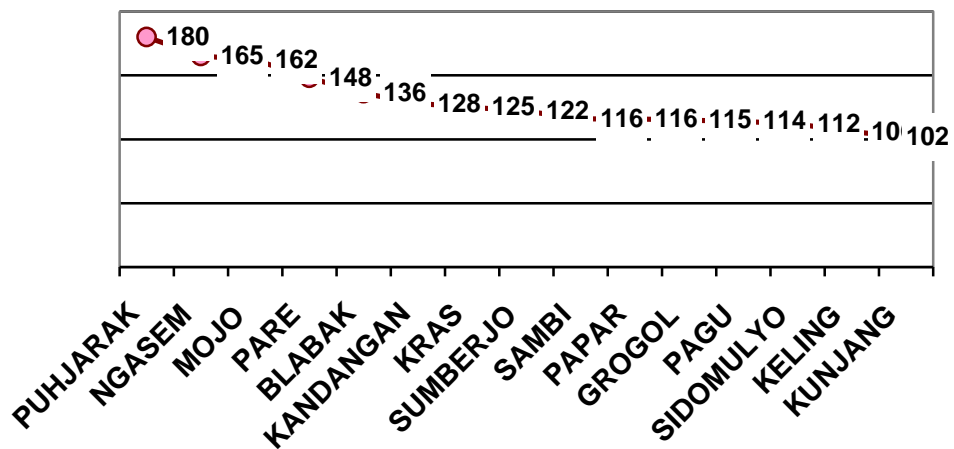 180
165
162
148
136
128
125
122
116
116
115
114
112
102
PUHJARAK
NGASEM
MOJO
PARE
BLABAK
KANDANGAN
KRAS
SUMBERJO
SAMBI
PAPAR
GROGOL
PAGU
SIDOMULYO
KELING
KUNJANG